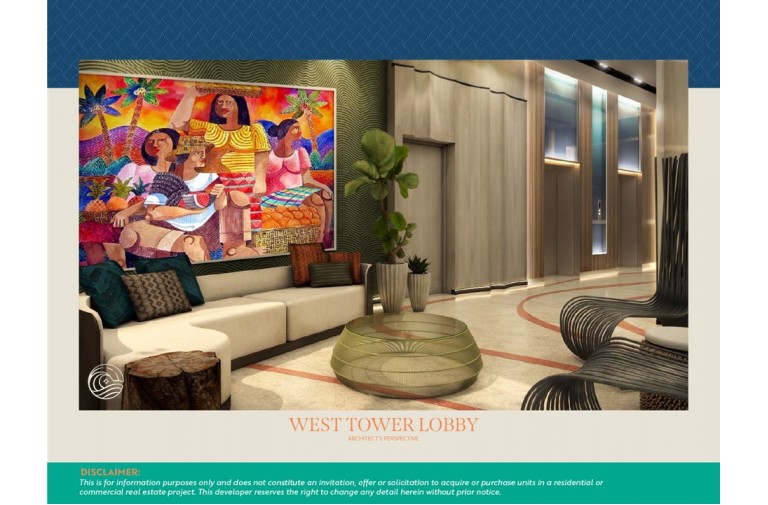 WEST TOWER LOBBY
ARCHITECT'S PERSPECTIVE
DISCLAIMER:
This is for information purposes only and does not constitute an invitation, offer or solicitation to acquire or purchase units in a residential or
commercial real estate project. This developer reserves the right to change any detail herein without prior notice.